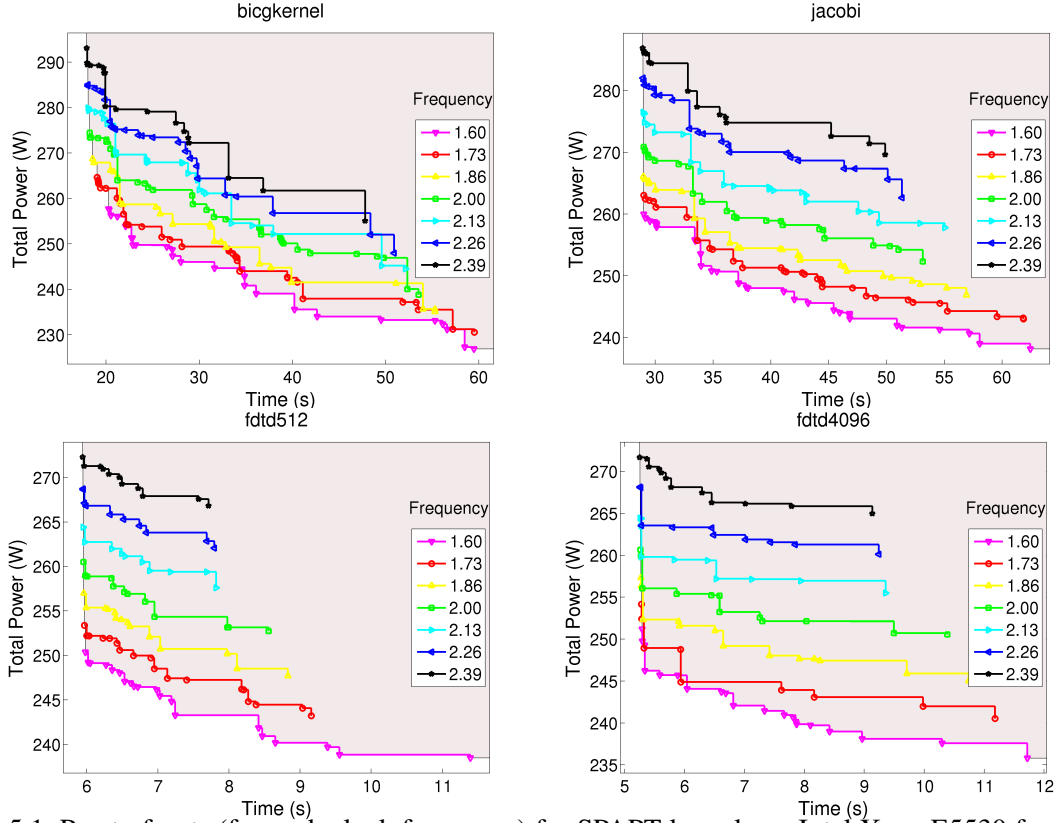 bicgkernel
Total Power (W)
290
280
270
260
250
240
230
20 30 40 50 60
Time (s)
Frequency
1.60
1.73
1.86
2.00
2.13
2.26
2.39
jacobi
Total Power (W)
280
270
260
250
240
30 35 40 45 50 55 60
Time (s)
Frequency
1.60
1.73
1.86
2.00
2.13
2.26
2.39
fdtd512
Total Power (W)
270
265
260
255
250
245
240
6 7 8 9 10 11
Time (s)
Frequency
1.60
1.73
1.86
2.00
2.13
2.26
2.39
fdtd4096
Total Power (W)
270
265
260
255
250
245
240
235
5 6 7 8 9 10 11 12
Time (s)
Frequency
1.60
1.73
1.86
2.00
2.13
2.26
2.39